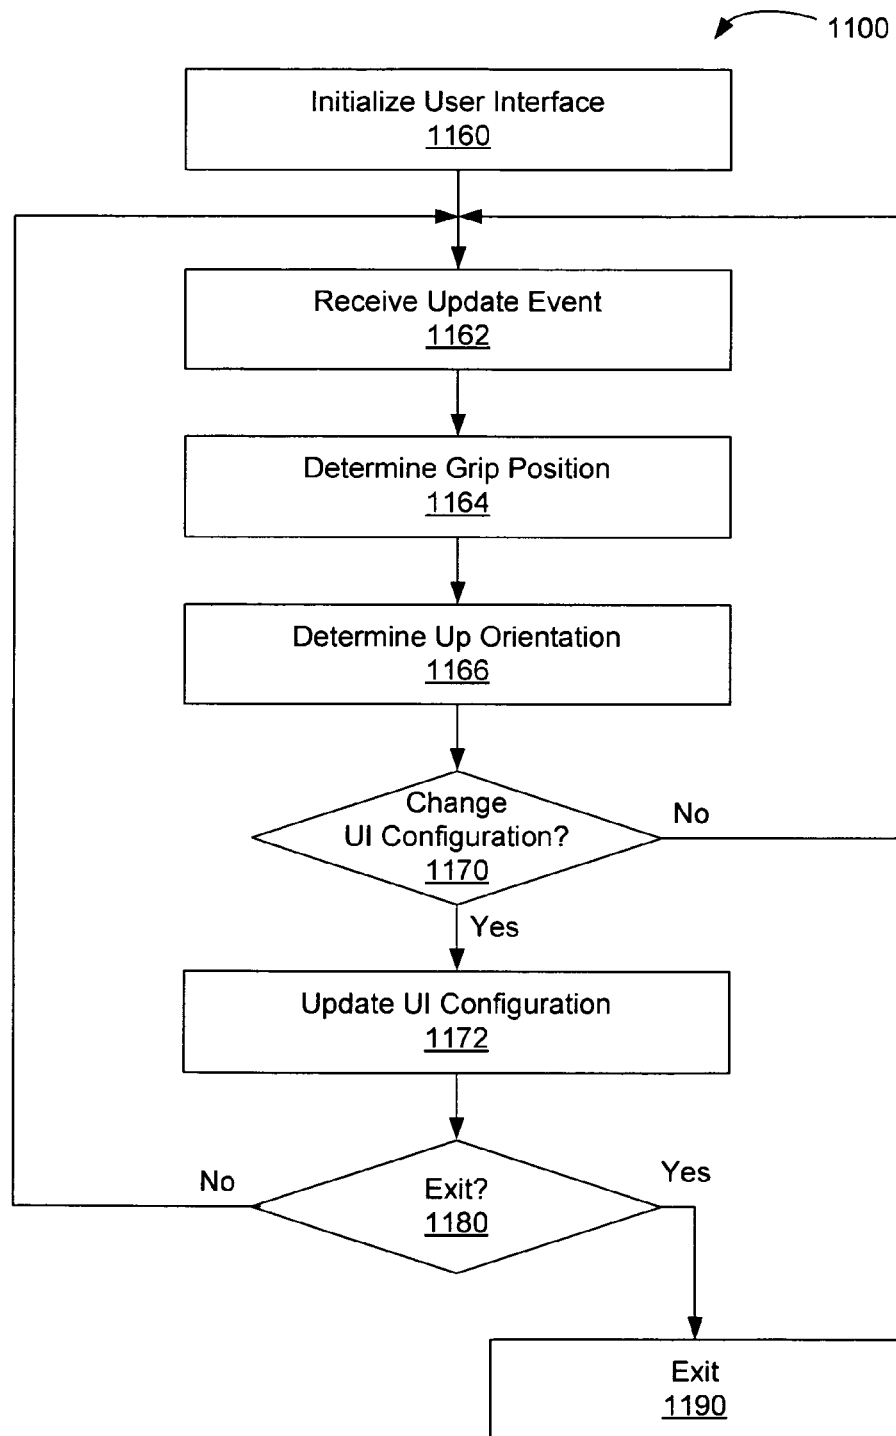 1100
Initialize User Interface
1160
Receive Update Event
1162
Determine Grip Position
1164
Determine Up Orientation
1166
Change
UI Configuration?
1170
No
Yes
Update UI Configuration
1172
No
Exit?
1180
Yes
Exit
1190